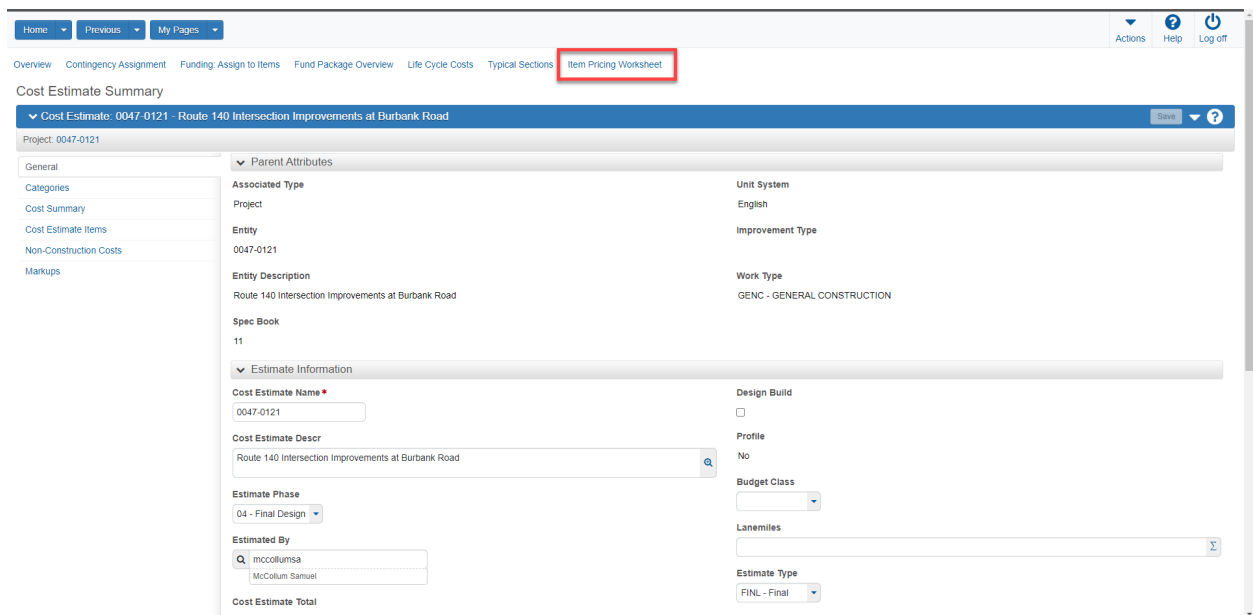 Home Previous My Pages
Actions Help Log off
Overview Contingency Assignment Funding: Assign to Items Fund Package Overview Life Cycle Costs Typical Sections Item Pricing Worksheet
Cost Estimate Summary
Cost Estimate: 0047-0121 - Route 140 Intersection Improvements at Burbank Road Save ?
Project: 0047-0121
General
Categories
Cost Summary
Cost Estimate Items
Non-Construction Costs
Markups
Parent Attributes
Associated Type
Project
Unit System
English
Entity
0047-0121
Improvement Type
Entity Description
Route 140 Intersection Improvements at Burbank Road
Work Type
GENC - GENERAL CONSTRUCTION
Spec Book
11
Estimate Information
Cost Estimate Name*
0047-0121
Cost Estimate Descr
Route 140 Intersection Improvements at Burbank Road
Estimate Phase
04 - Final Design
Estimated By
mccollumsa
McCollum Samuel
Cost Estimate Total
Design Build
Profile
No
Budget Class
Lanemiles
Σ
Estimate Type
FINL - Final